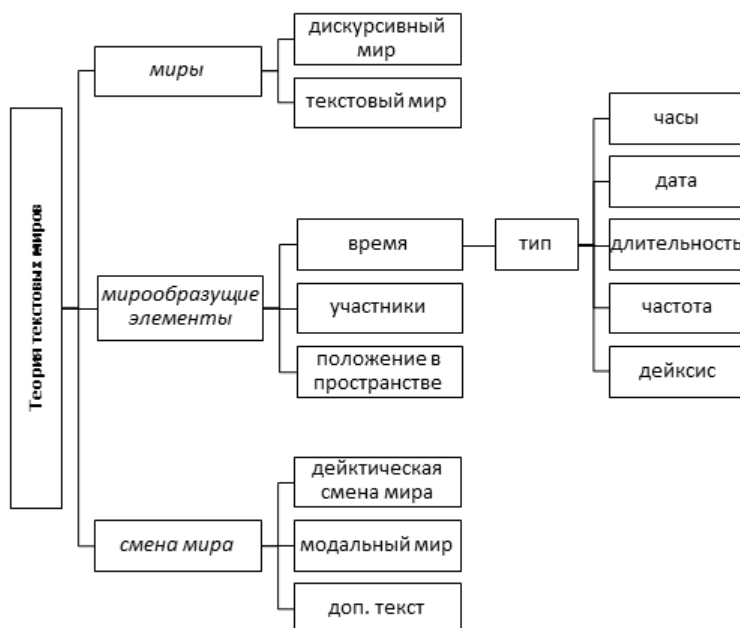 Теория текстовых миров
миры
дискурсивный
мир
текстовый мир
мирообразущие
элементы
время
участники
положение в
пространстве
тип
часы
дата
длительность
частота
дейксис
смена мира
дейктическая
смена мира
модальный мир
доп. текст